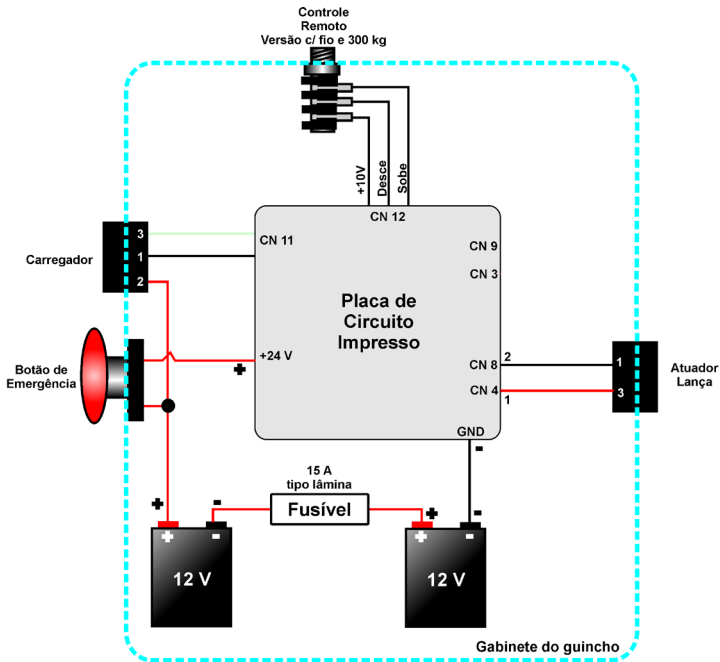 Controle
Remoto
Versão c/ fio e 300 kg
+10V
Desce
Sobe
CN 12
3
CN 11
CN 9
1
Carregador
CN 3
2
Placa de
Circuito
Impresso
Botão de
Emergência
+24 V
+
CN 8
2
1
Atuador
Lança
CN 4
1
3
GND
-
15 A
tipo lâmina
Fusível
+
-
+
-
+
-
+
-
12 V
12 V
Gabinete do guincho